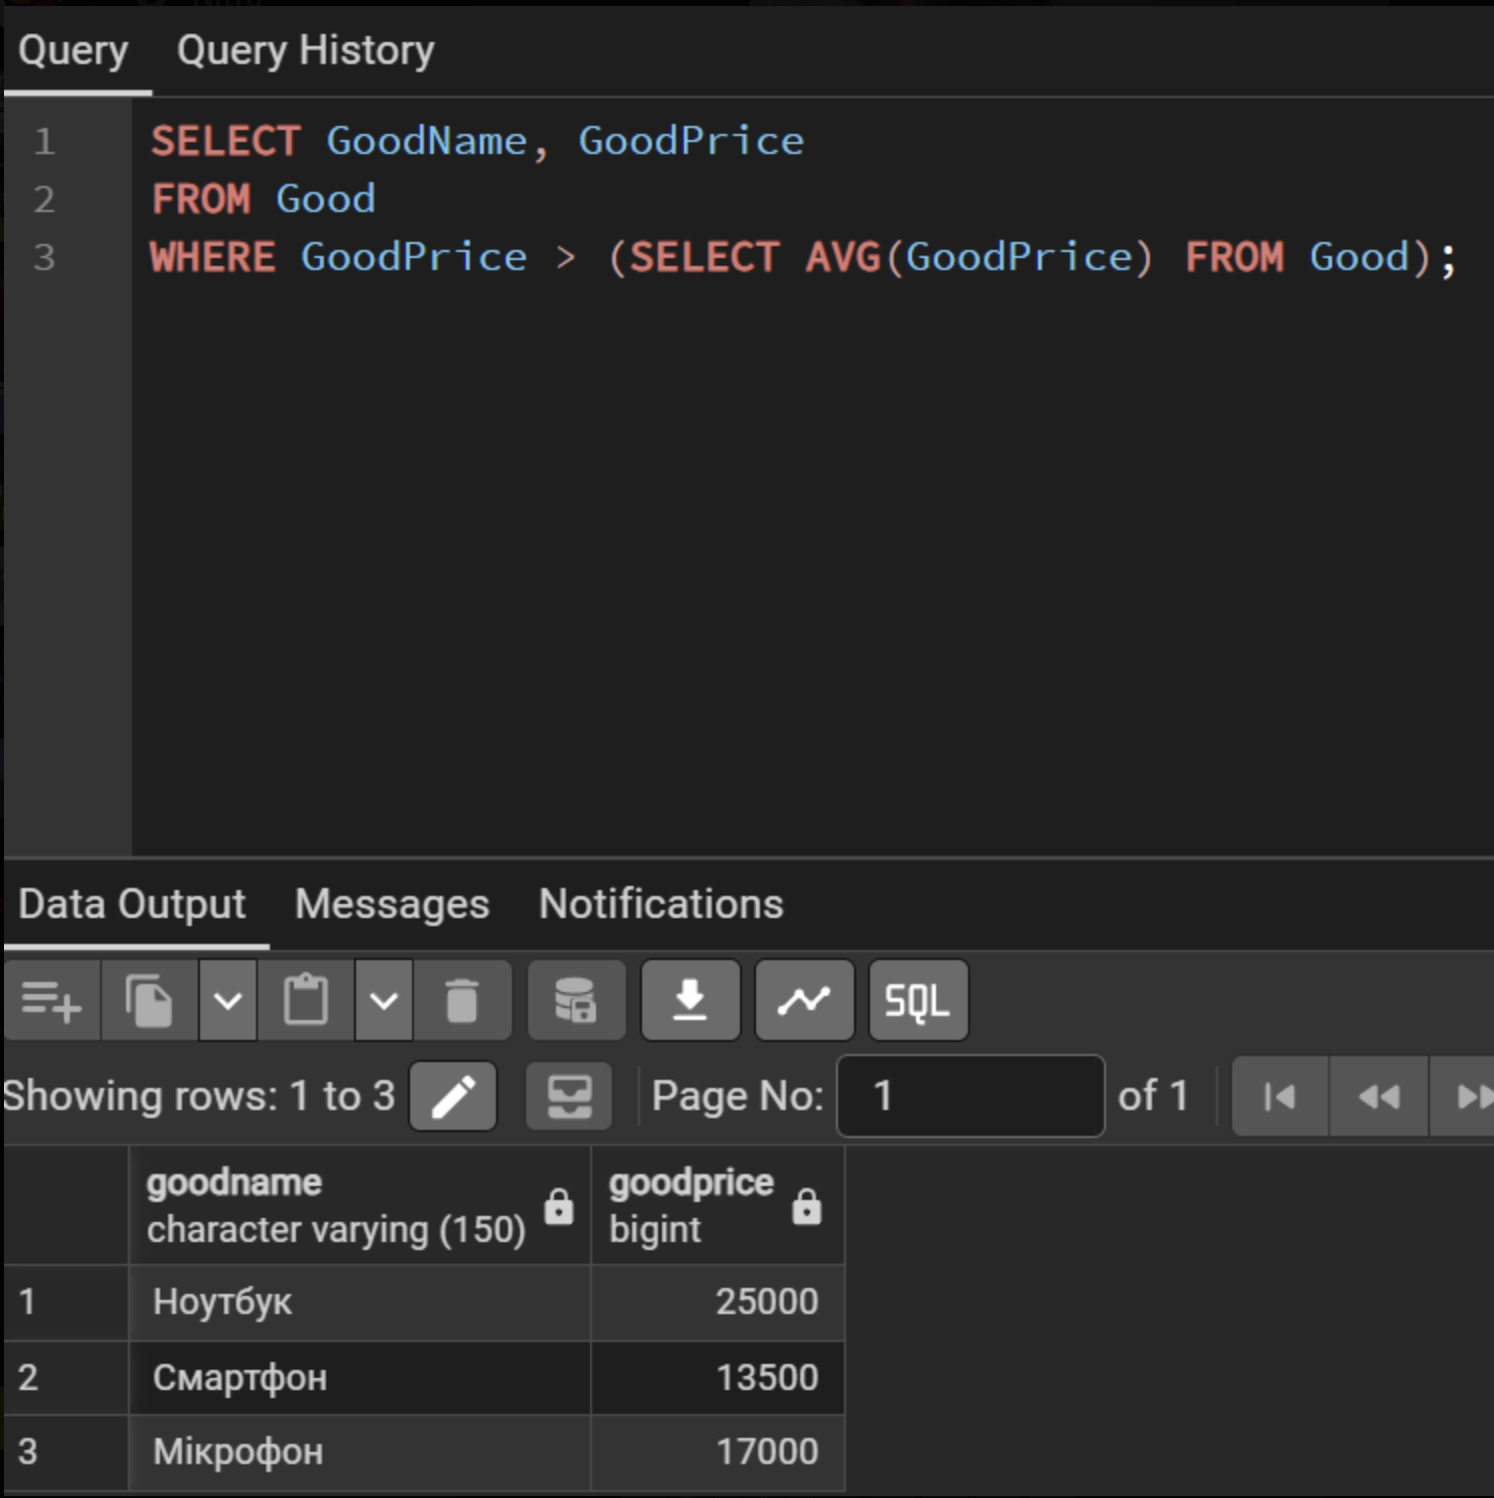 Query Query History
1 SELECT GoodName, GoodPrice
2 FROM Good
3 WHERE GoodPrice > (SELECT AVG(GoodPrice) FROM Good);
Data Output Messages Notifications
SQL
Showing rows: 1 to 3 Page No: 1 of 1
goodname goodprice
character varying (150) bigint
1 Ноутбук 25000
2 Смартфон 13500
3 Мікрофон 17000